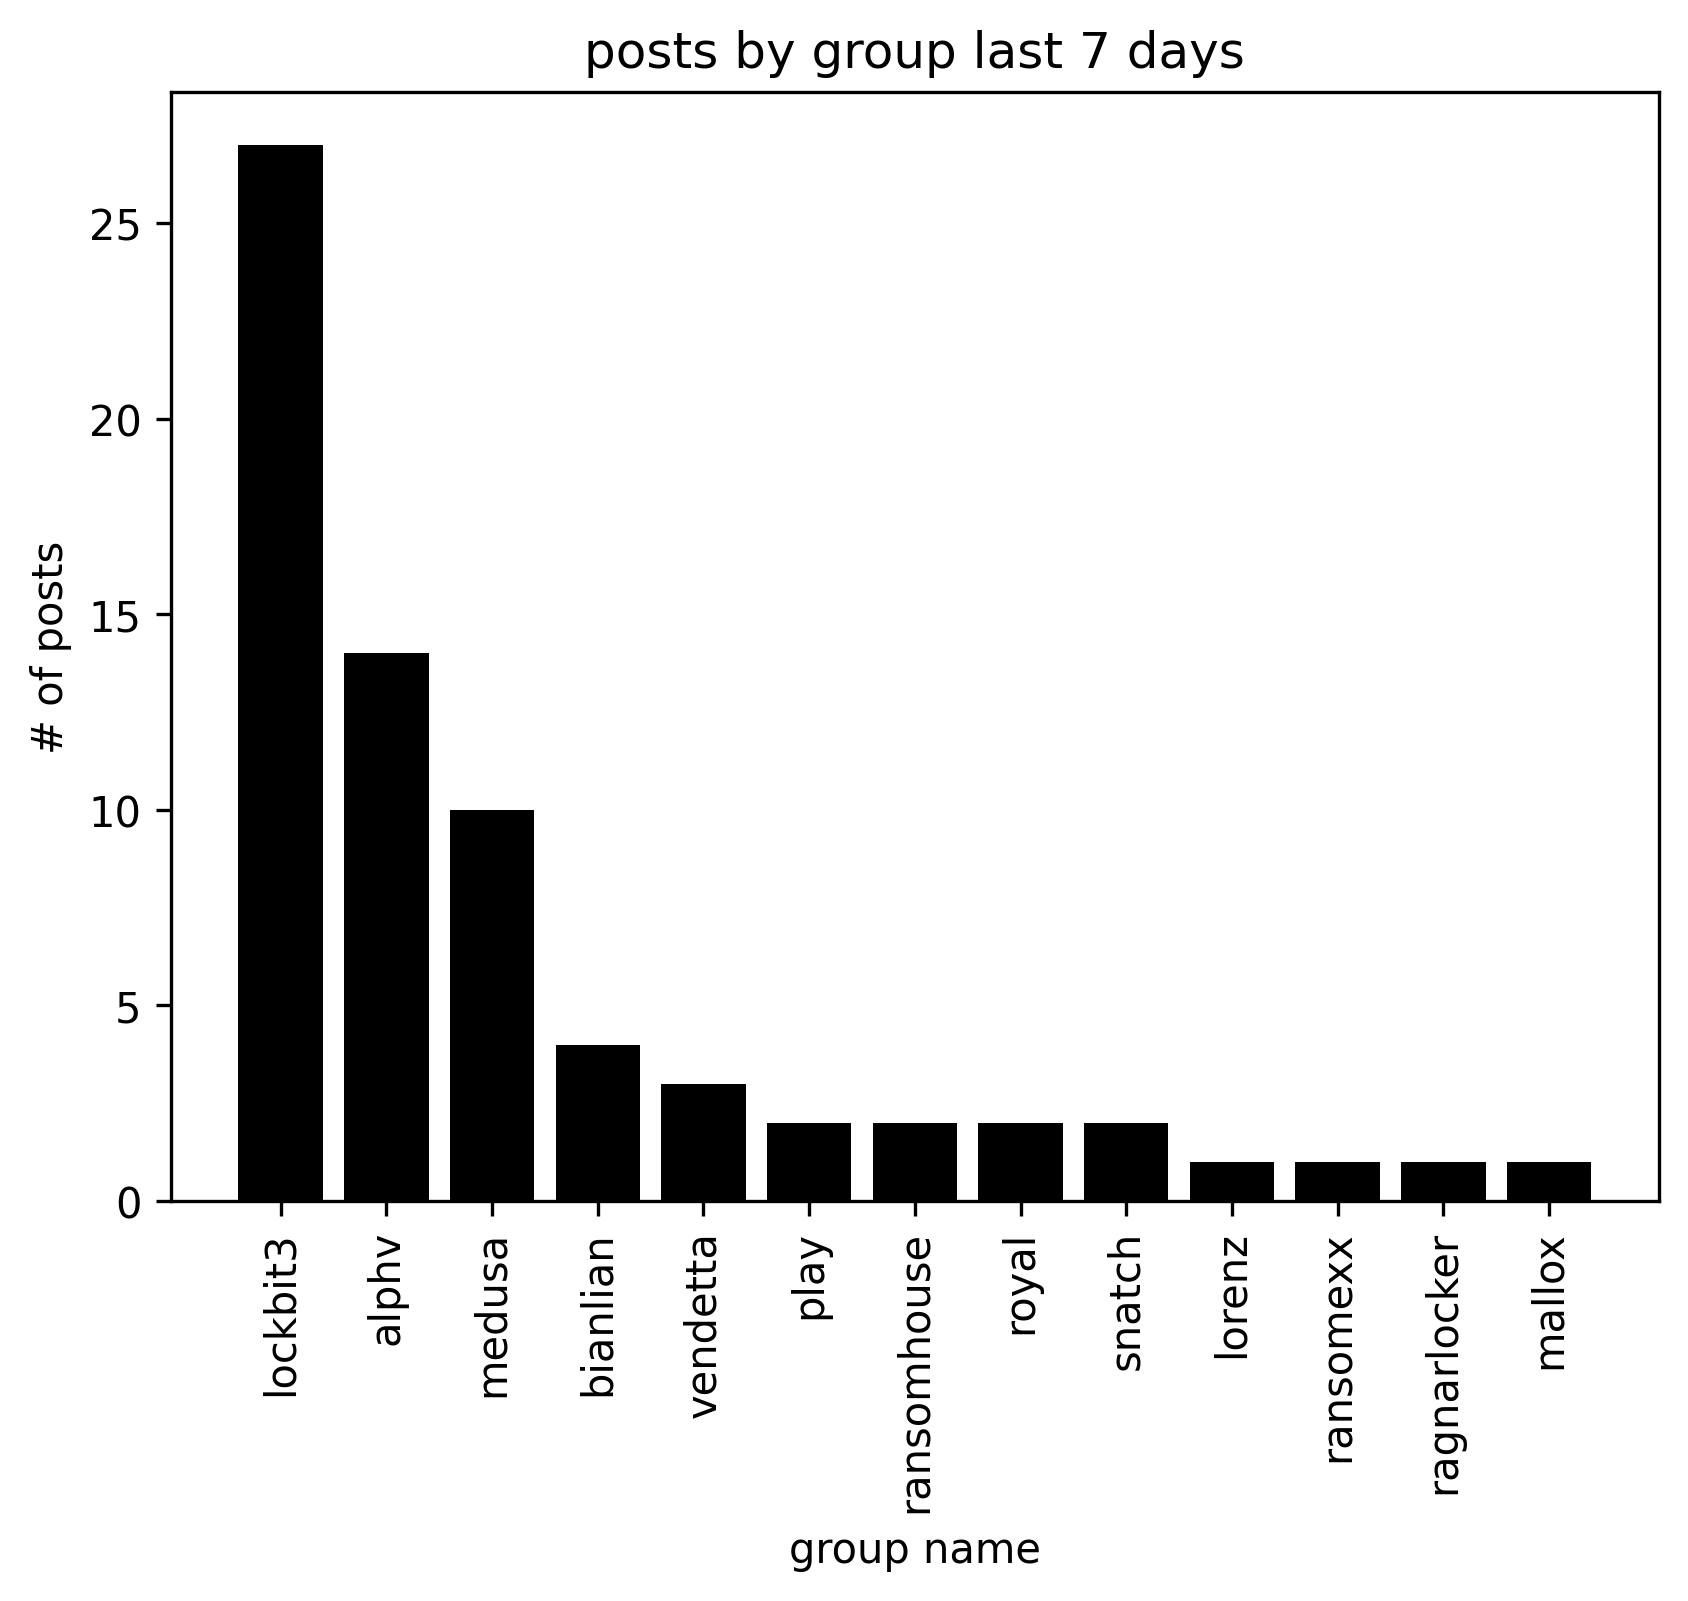 posts by group last 7 days
# of posts
25
20
15
10
5
0
lockbit3
alphv
medusa
bianlian
vendetta
play
ransomhouse
royal
snatch
lorenz
ransomexx
ragnarlocker
mallox
group name